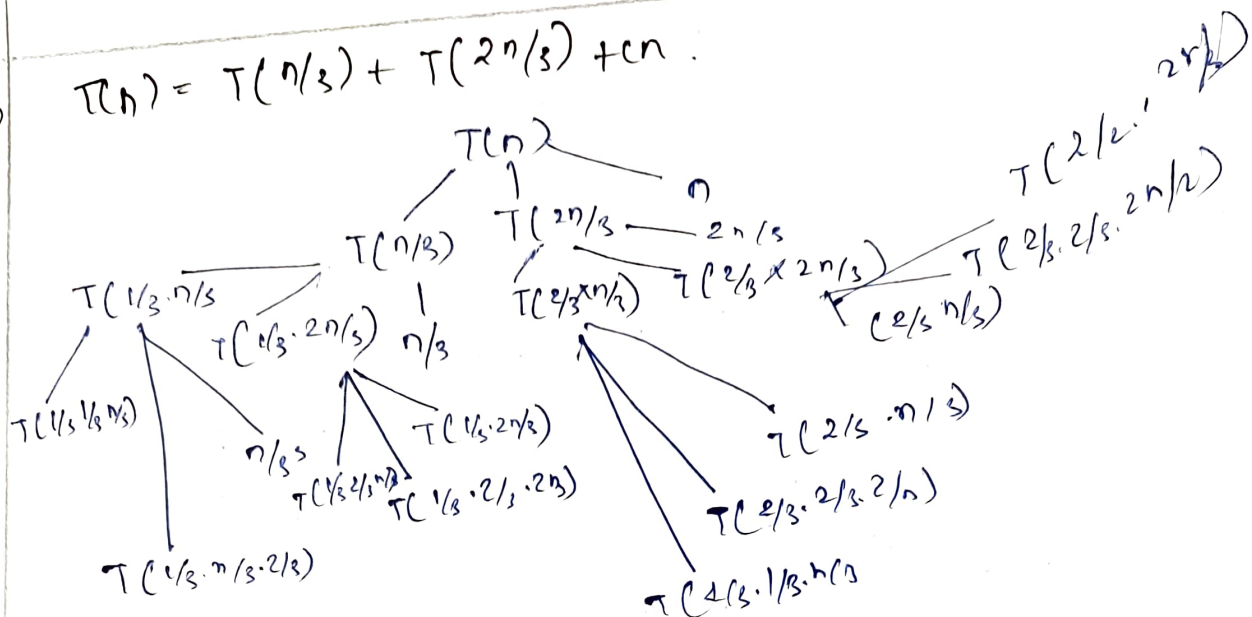 T(n) = T(n/3) + T(2n/3) + cn .
T(n)
n
T(n/3)
T(2n/3
2n/3
T(1/3.n/3
T(1/3.2n/3)
n/3
T(2/3×n/3)
T(2/3×2n/3)
T(2/3.2/3.2n/3)
(2/3 n/3)
T(1/3 1/3 n/3)
T(1/3.2n/3)
T(2/3.n/3)
T(1/3.2/3.2n)
T(2/3.2/3.2/n)
T(1/3.n/3.2/3)